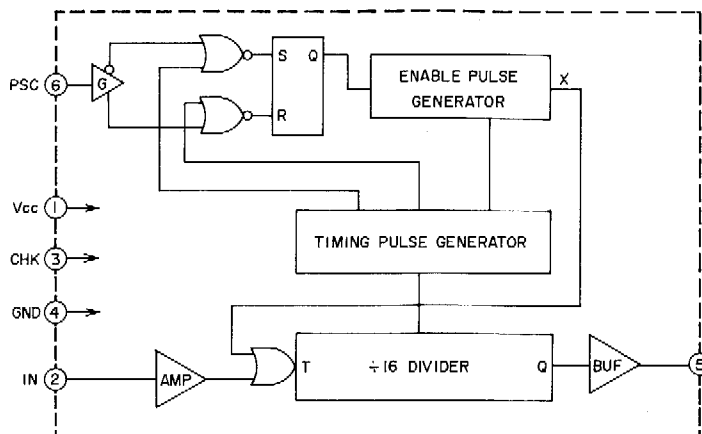 PSC 6
G
S Q
R
ENABLE PULSE
GENERATOR
X
Vcc 1
CHK 3
GND 4
IN 2
TIMING PULSE GENERATOR
AMP
T ÷16 DIVIDER Q
BUF
5